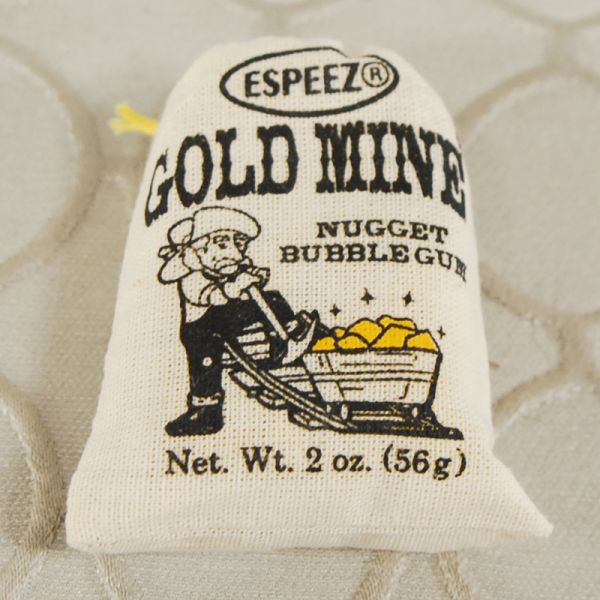 ESPEEZ®
GOLD MINE
NUGGET
BUBBLE GUM
Net. Wt. 2 oz. (56g)